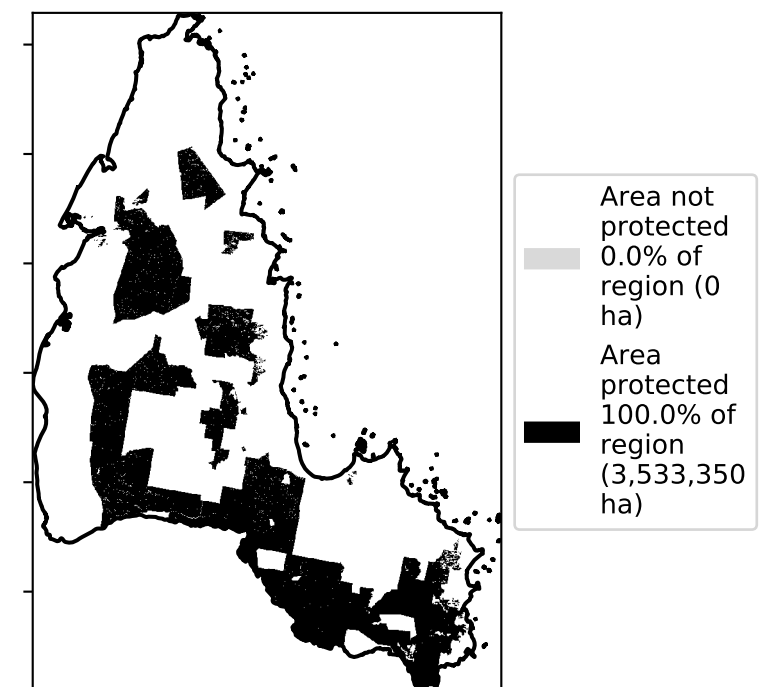 Area not
protected
0.0% of
region (0
ha)
Area
protected
100.0% of
region
(3,533,350
ha)